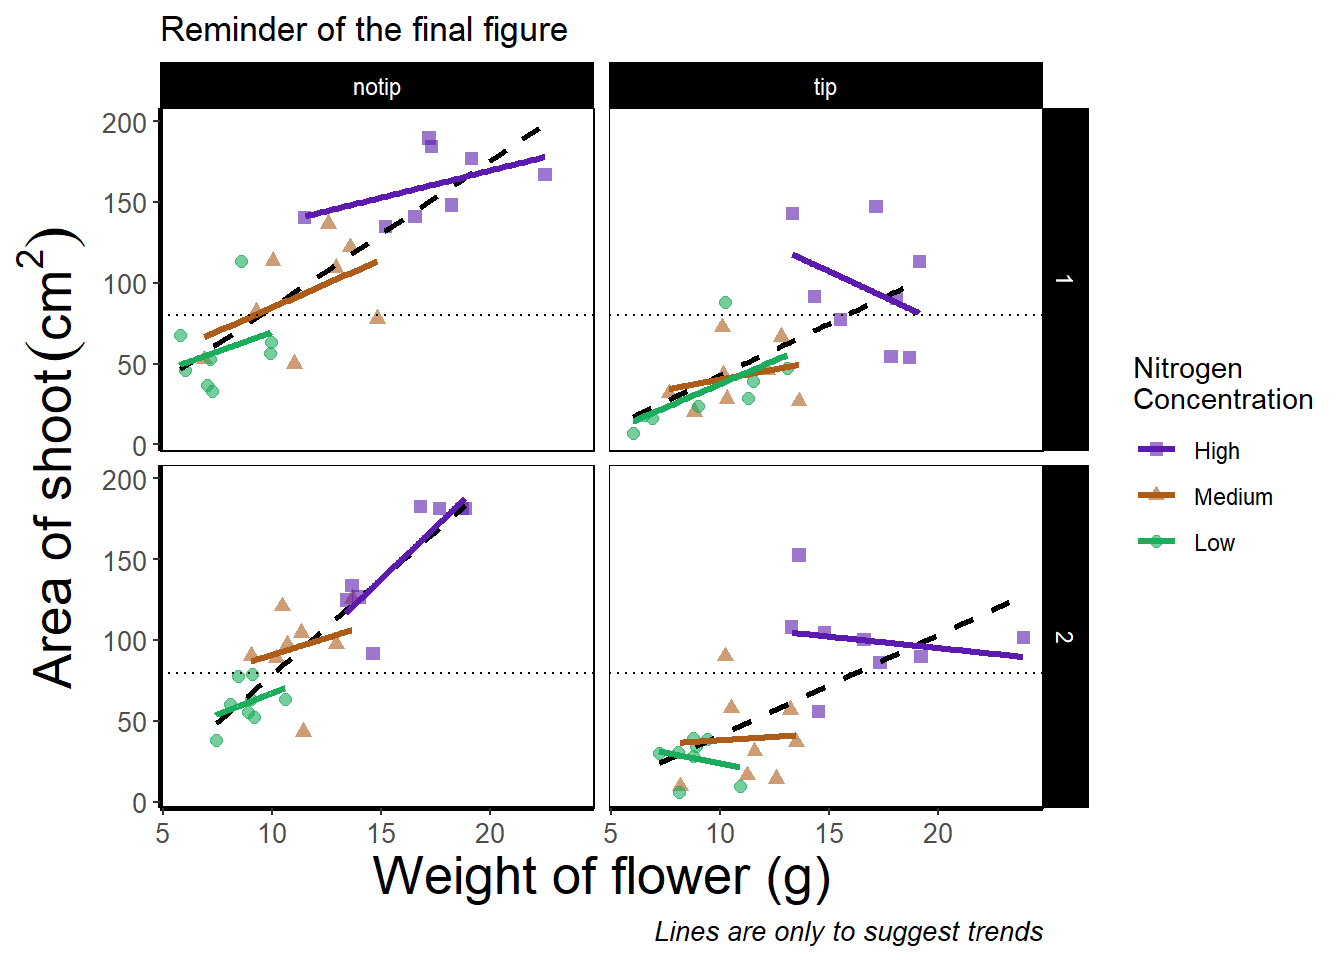 Reminder of the final figure
notip
tip
200
150
100
50
0
1
200
150
100
50
0
2
5
10
15
20
5
10
15
20
Area of shoot(cm²)
Weight of flower (g)
Lines are only to suggest trends
Nitrogen
Concentration
High
Medium
Low